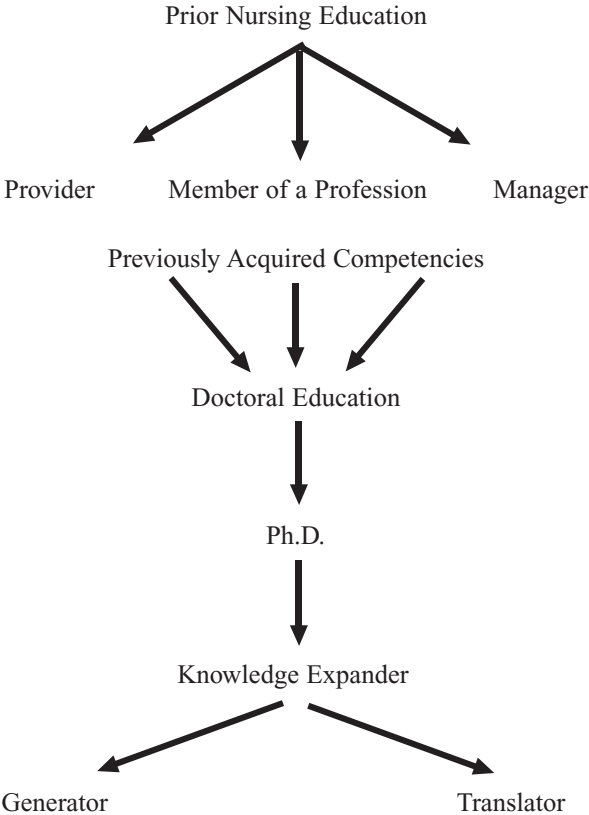 Prior Nursing Education
Provider Member of a Profession Manager
Previously Acquired Competencies
Doctoral Education
Ph.D.
Knowledge Expander
Generator Translator